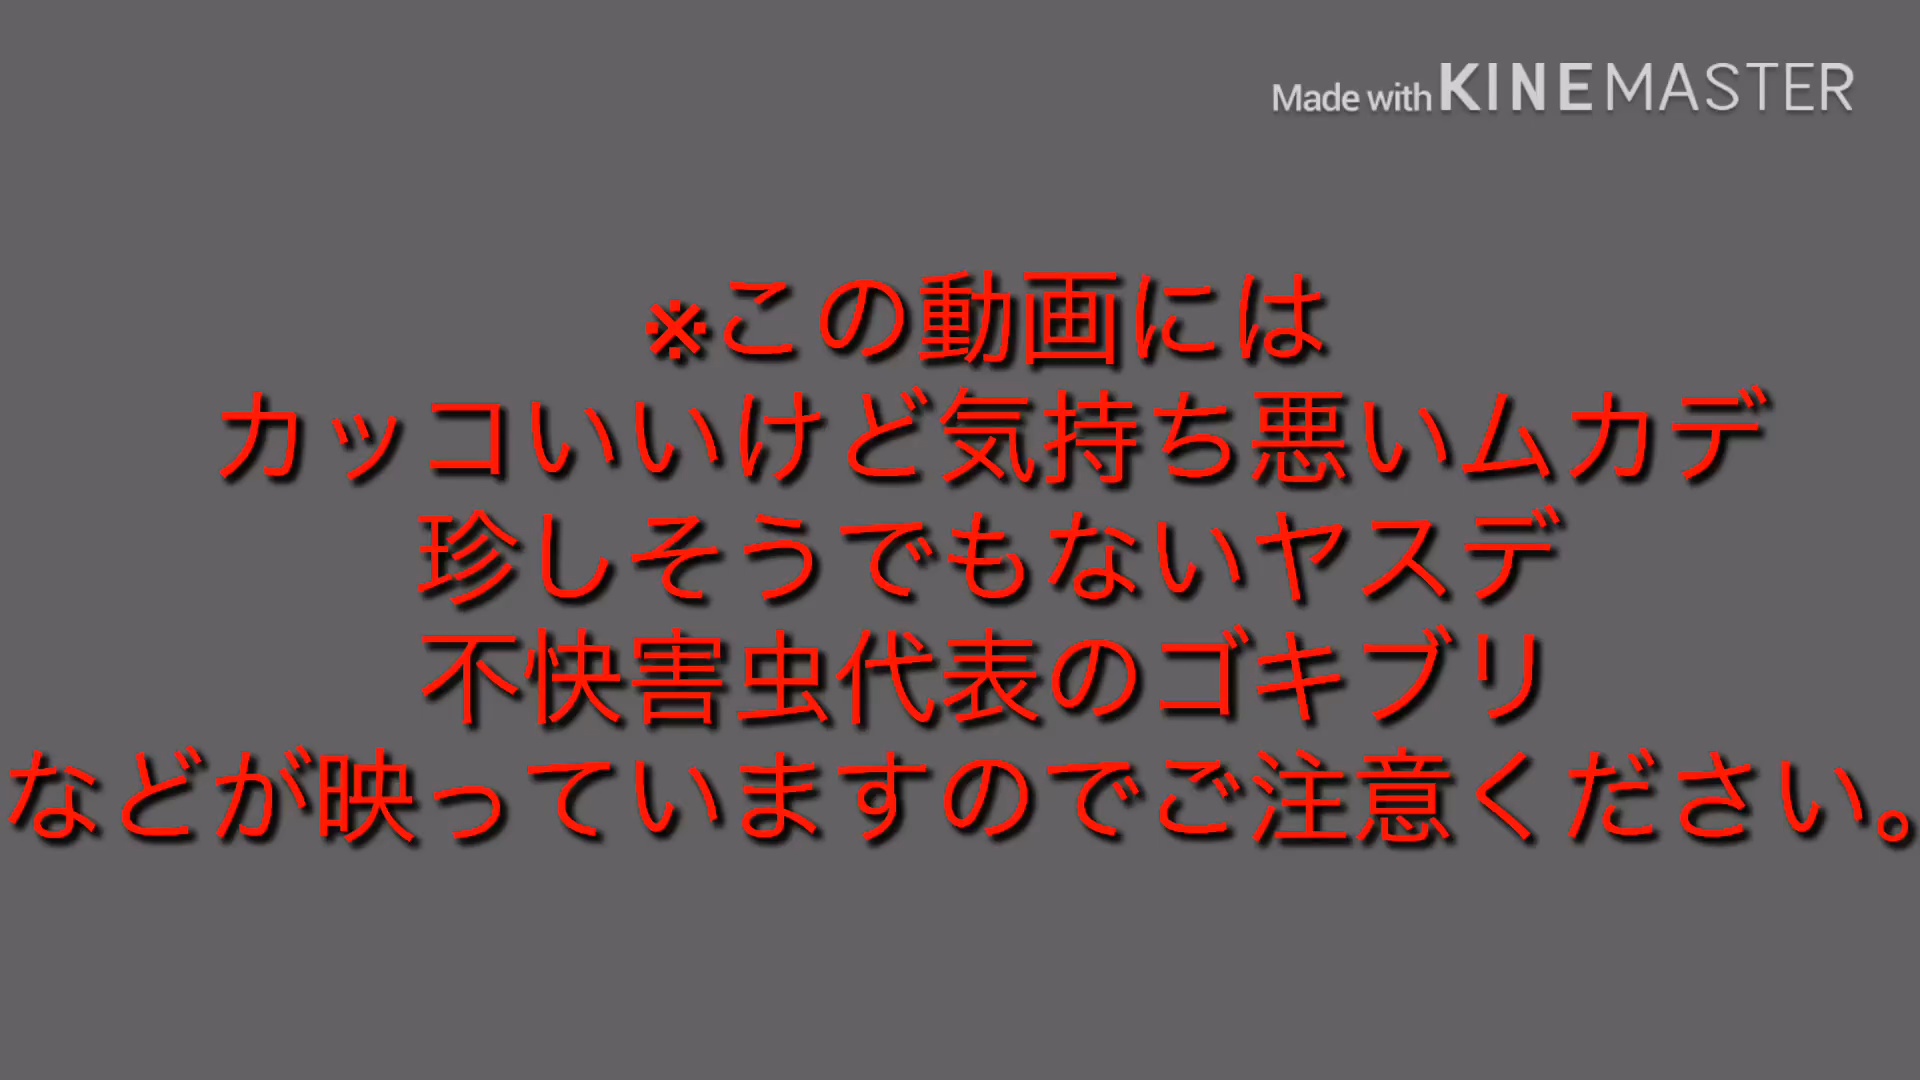 Made with KINEMASTER
※この動画には
カッコいいけど気持ち悪いムカデ
珍しそうでもないヤスデ
不快害虫代表のゴキブリ
などが映っていますのでご注意ください。